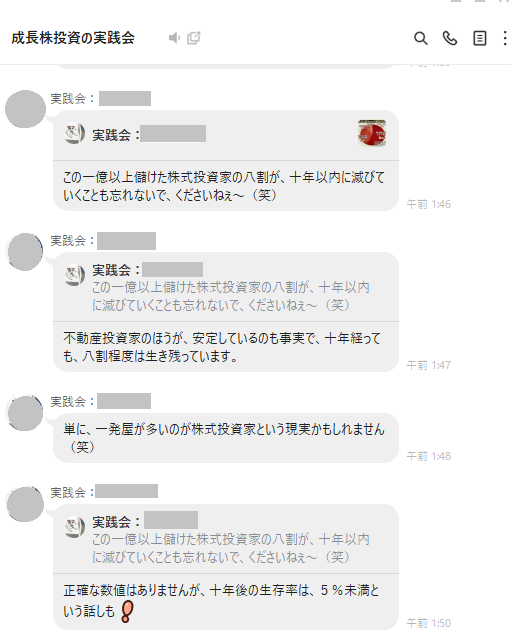 成長株投資の実践会
実践会：
実践会：
この一億以上儲けた株式投資家の八割が、十年以内に滅びて
いくことも忘れないで、くださいねぇ～（笑）
午前 1:46
実践会：
実践会：
この一億以上儲けた株式投資家の八割が、十年以内
に滅びていくことも忘れないで、くださいねぇ～（笑）
不動産投資家のほうが、安定しているのも事実で、十年経って
も、八割程度は生き残っています。
午前 1:47
実践会：
単に、一発屋が多いのが株式投資家という現実かもしれません
（笑）
午前 1:48
実践会：
実践会：
この一億以上儲けた株式投資家の八割が、十年以内
に滅びていくことも忘れないで、くださいねぇ～（笑）
正確な数値はありませんが、十年後の生存率は、５％未満と
いう話しも
午前 1:50